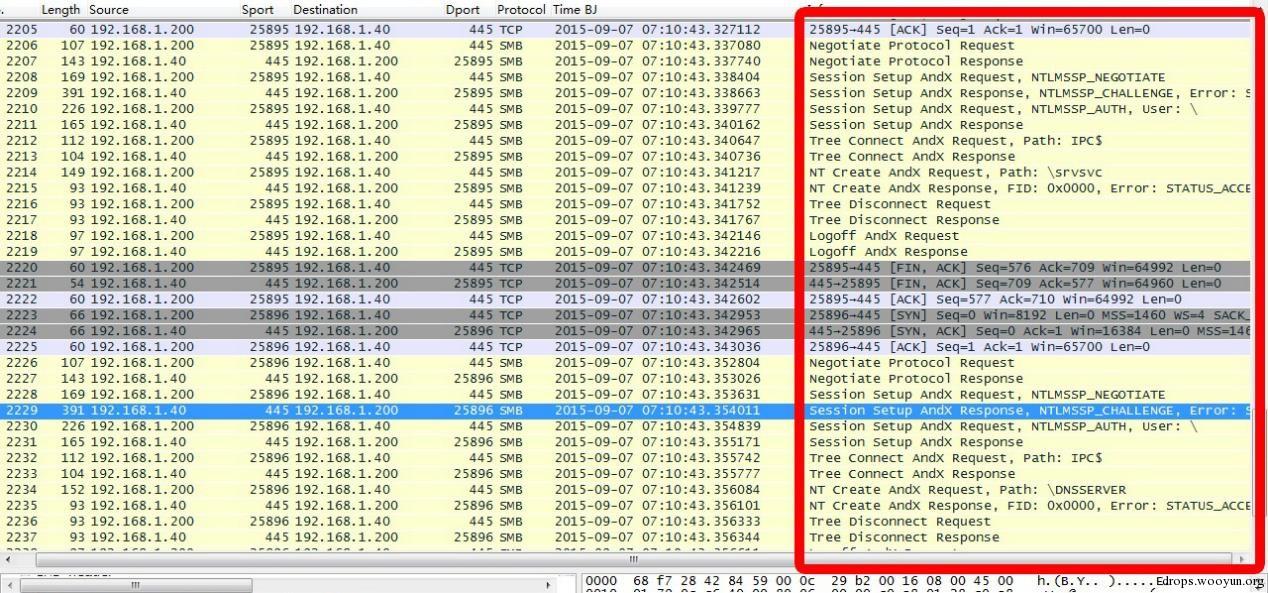 Length Source Sport Destination Dport Protocol Time BJ
2205 60 192.168.1.200 25895 192.168.1.40 445 TCP 2015-09-07 07:10:43.327112 25895→445 [ACK] Seq=1 Ack=1 Win=65700 Len=0
2206 107 192.168.1.200 25895 192.168.1.40 445 SMB 2015-09-07 07:10:43.337080 Negotiate Protocol Request
2207 143 192.168.1.40 445 192.168.1.200 25895 SMB 2015-09-07 07:10:43.337740 Negotiate Protocol Response
2208 169 192.168.1.200 25895 192.168.1.40 445 SMB 2015-09-07 07:10:43.338404 Session Setup AndX Request, NTLMSSP_NEGOTIATE
2209 391 192.168.1.40 445 192.168.1.200 25895 SMB 2015-09-07 07:10:43.338663 Session Setup AndX Response, NTLMSSP_CHALLENGE, Error: S
2210 226 192.168.1.200 25895 192.168.1.40 445 SMB 2015-09-07 07:10:43.339777 Session Setup AndX Request, NTLMSSP_AUTH, User: \
2211 165 192.168.1.40 445 192.168.1.200 25895 SMB 2015-09-07 07:10:43.340162 Session Setup AndX Response
2212 112 192.168.1.200 25895 192.168.1.40 445 SMB 2015-09-07 07:10:43.340647 Tree Connect AndX Request, Path: IPC$
2213 104 192.168.1.40 445 192.168.1.200 25895 SMB 2015-09-07 07:10:43.340736 Tree Connect AndX Response
2214 149 192.168.1.200 25895 192.168.1.40 445 SMB 2015-09-07 07:10:43.341217 NT Create AndX Request, Path: \srvsvc
2215 93 192.168.1.40 445 192.168.1.200 25895 SMB 2015-09-07 07:10:43.341239 NT Create AndX Response, FID: 0x0000, Error: STATUS_ACCE
2216 93 192.168.1.200 25895 192.168.1.40 445 SMB 2015-09-07 07:10:43.341752 Tree Disconnect Request
2217 93 192.168.1.40 445 192.168.1.200 25895 SMB 2015-09-07 07:10:43.341767 Tree Disconnect Response
2218 97 192.168.1.200 25895 192.168.1.40 445 SMB 2015-09-07 07:10:43.342146 Logoff AndX Request
2219 97 192.168.1.40 445 192.168.1.200 25895 SMB 2015-09-07 07:10:43.342216 Logoff AndX Response
2220 60 192.168.1.200 25895 192.168.1.40 445 TCP 2015-09-07 07:10:43.342469 25895→445 [FIN, ACK] Seq=576 Ack=709 Win=64992 Len=0
2221 54 192.168.1.40 445 192.168.1.200 25895 TCP 2015-09-07 07:10:43.342514 445→25895 [FIN, ACK] Seq=709 Ack=577 Win=64960 Len=0
2222 60 192.168.1.200 25895 192.168.1.40 445 TCP 2015-09-07 07:10:43.342602 25895→445 [ACK] Seq=577 Ack=710 Win=64992 Len=0
2223 66 192.168.1.200 25896 192.168.1.40 445 TCP 2015-09-07 07:10:43.342953 25896→445 [SYN] Seq=0 Win=8192 Len=0 MSS=1460 WS=4 SACK_
2224 66 192.168.1.40 445 192.168.1.200 25896 TCP 2015-09-07 07:10:43.342965 445→25896 [SYN, ACK] Seq=0 Ack=1 Win=16384 Len=0 MSS=146
2225 60 192.168.1.200 25896 192.168.1.40 445 TCP 2015-09-07 07:10:43.343036 25896→445 [ACK] Seq=1 Ack=1 Win=65700 Len=0
2226 107 192.168.1.200 25896 192.168.1.40 445 SMB 2015-09-07 07:10:43.352804 Negotiate Protocol Request
2227 143 192.168.1.40 445 192.168.1.200 25896 SMB 2015-09-07 07:10:43.353026 Negotiate Protocol Response
2228 169 192.168.1.200 25896 192.168.1.40 445 SMB 2015-09-07 07:10:43.353631 Session Setup AndX Request, NTLMSSP_NEGOTIATE
2229 391 192.168.1.40 445 192.168.1.200 25896 SMB 2015-09-07 07:10:43.354011 Session Setup AndX Response, NTLMSSP_CHALLENGE, Error: S
2230 226 192.168.1.200 25896 192.168.1.40 445 SMB 2015-09-07 07:10:43.354839 Session Setup AndX Request, NTLMSSP_AUTH, User: \
2231 165 192.168.1.40 445 192.168.1.200 25896 SMB 2015-09-07 07:10:43.355171 Session Setup AndX Response
2232 112 192.168.1.200 25896 192.168.1.40 445 SMB 2015-09-07 07:10:43.355742 Tree Connect AndX Request, Path: IPC$
2233 104 192.168.1.40 445 192.168.1.200 25896 SMB 2015-09-07 07:10:43.355777 Tree Connect AndX Response
2234 152 192.168.1.200 25896 192.168.1.40 445 SMB 2015-09-07 07:10:43.356084 NT Create AndX Request, Path: \DNSSERVER
2235 93 192.168.1.40 445 192.168.1.200 25896 SMB 2015-09-07 07:10:43.356101 NT Create AndX Response, FID: 0x0000, Error: STATUS_ACCE
2236 93 192.168.1.200 25896 192.168.1.40 445 SMB 2015-09-07 07:10:43.356333 Tree Disconnect Request
2237 93 192.168.1.40 445 192.168.1.200 25896 SMB 2015-09-07 07:10:43.356344 Tree Disconnect Response
0000 68 f7 28 42 84 59 00 0c 29 b2 00 16 08 00 45 00 h.(B.Y.. ).....E.
drops.wooyun.org